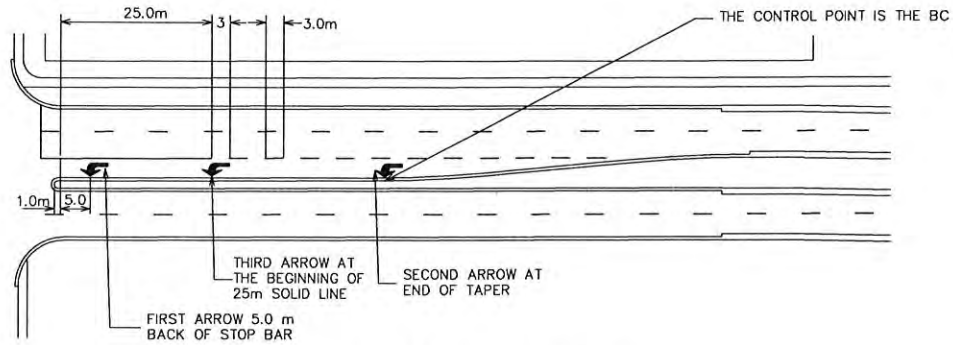 25.0m
3
3.0m
THE CONTROL POINT IS THE BC
1.0m
5.0
THIRD ARROW AT
THE BEGINNING OF
25m SOLID LINE
SECOND ARROW AT
END OF TAPER
FIRST ARROW 5.0 m
BACK OF STOP BAR